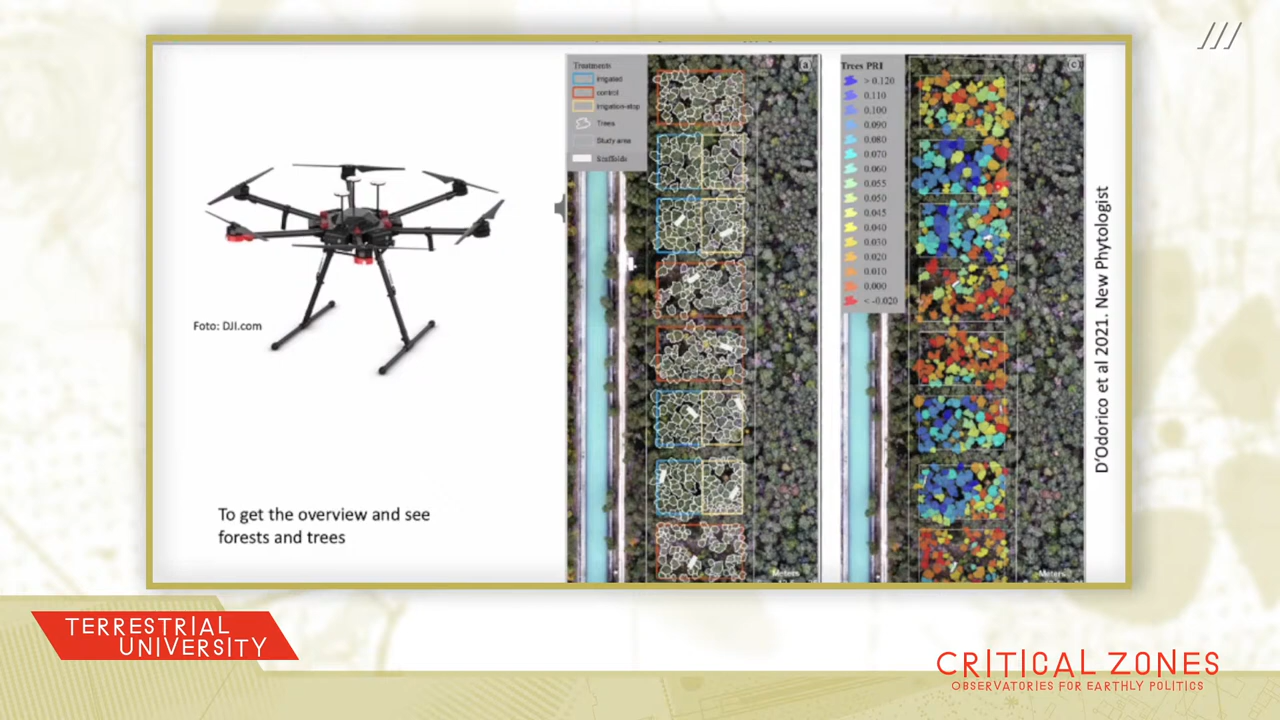 Foto: DJI.com
To get the overview and see
forests and trees
Treatments
irrigated
control
irrigation-stop
Trees
Study area
Scaffolds
(a)
Meters
Trees PRI
> 0.120
0.110
0.100
0.090
0.080
0.070
0.060
0.055
0.050
0.045
0.040
0.030
0.020
0.010
0.000
< -0.020
(c)
Meters
D'Odorico et al 2021. New Phytologist
TERRESTRIAL
UNIVERSITY
CRITICAL ZONES
OBSERVATORIES FOR EARTHLY POLITICS